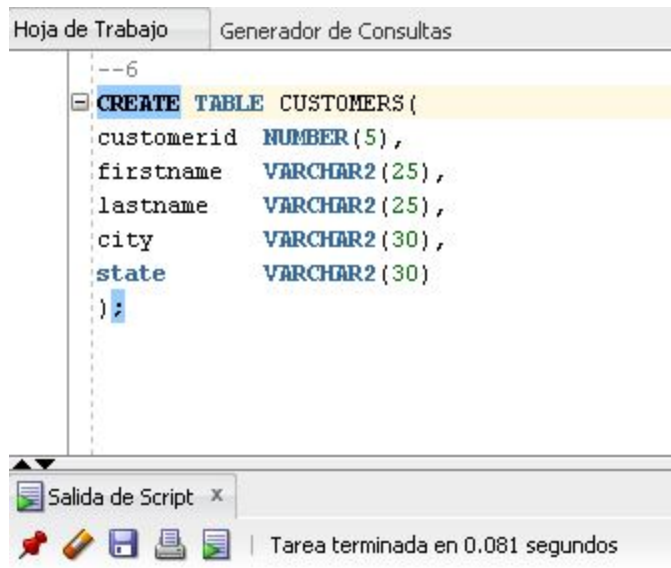 Hoja de Trabajo Generador de Consultas
--6
CREATE TABLE CUSTOMERS(
customerid NUMBER(5),
firstname VARCHAR2(25),
lastname VARCHAR2(25),
city VARCHAR2(30),
state VARCHAR2(30)
);
Salida de Script x
Tarea terminada en 0.081 segundos